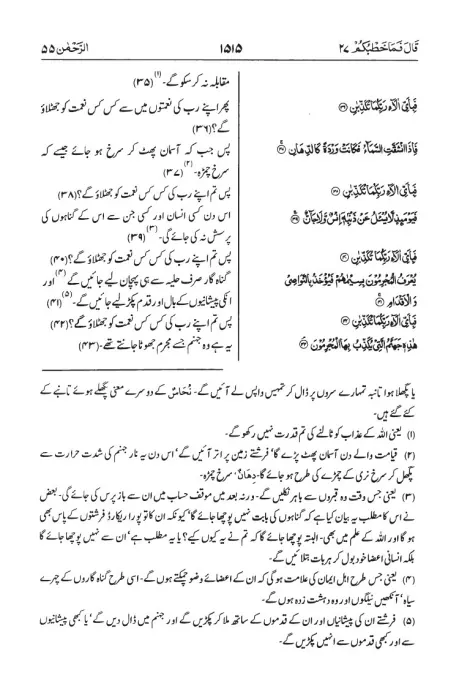 قَالَ فَمَا خَطْبُكُمْ ۲۷
۱۵۱۵
الرَّحْمٰن ۵۵
مقابلہ نہ کر سکو گے۔(۱) (۳۵)
فَبِأَىِّ اٰلَآءِ رَبِّكُمَا تُكَذِّبٰنِ ۝
پھر اپنے رب کی نعمتوں میں سے کس کس نعمت کو جھٹلاؤ
گے؟ (۳۶)
فَاِذَا انْشَقَّتِ السَّمَآءُ فَكَانَتْ وَرْدَةً كَالدِّهَانِ ۝
پس جب کہ آسمان پھٹ کر سرخ ہو جائے جیسے کہ
سرخ چمڑہ۔(۲) (۳۷)
فَبِأَىِّ اٰلَآءِ رَبِّكُمَا تُكَذِّبٰنِ ۝
پس تم اپنے رب کی کس کس نعمت کو جھٹلاؤ گے؟ (۳۸)
فَيَوْمَىِٕذٍ لَّا يُسْـَٔلُ عَنْ ذَنْۢبِهٖٓ اِنْسٌ وَّلَا جَآنٌّ ۝
اس دن کسی انسان اور کسی جن سے اس کے گناہوں کی
پرسش نہ کی جائے گی۔(۳) (۳۹)
فَبِأَىِّ اٰلَآءِ رَبِّكُمَا تُكَذِّبٰنِ ۝
پس تم اپنے رب کی کس کس نعمت کو جھٹلاؤ گے؟ (۴۰)
يُعْرَفُ الْمُجْرِمُوْنَ بِسِيْمٰهُمْ فَيُؤْخَذُ بِالنَّوَاصِيْ
وَالْاَقْدَامِ ۝
گناہ گار صرف حلیہ سے ہی پہچان لیے جائیں گے(۴) اور
انکی پیشانیوں کے بال اور قدم پکڑ لیے جائیں گے۔(۵) (۴۱)
فَبِأَىِّ اٰلَآءِ رَبِّكُمَا تُكَذِّبٰنِ ۝
پس تم اپنے رب کی کس کس نعمت کو جھٹلاؤ گے؟ (۴۲)
هٰذِهٖ جَهَنَّمُ الَّتِيْ يُكَذِّبُ بِهَا الْمُجْرِمُوْنَ ۝
یہ ہے وہ جہنم جسے مجرم جھوٹا جانتے تھے۔ (۴۳)
یا پگھلا ہوا تانبہ تمہارے سروں پر ڈال کر تمہیں واپس لے آئیں گے۔ نُحَاسٌ کے دوسرے معنی پگھلے ہوئے تانبے کے
کئے گئے ہیں۔
(۱) یعنی اللہ کے عذاب کو ٹالنے کی تم قدرت نہیں رکھو گے۔
(۲) قیامت والے دن آسمان پھٹ پڑے گا' فرشتے زمین پر اتر آئیں گے' اس دن یہ نار جہنم کی شدت حرارت سے
پگھل کر سرخ نری کے چمڑے کی طرح ہو جائے گا۔ دِهَانٌ' سرخ چمڑہ۔
(۳) یعنی جس وقت وہ قبروں سے باہر نکلیں گے۔ ورنہ بعد میں موقف حساب میں ان سے باز پرس کی جائے گی۔ بعض
نے اس کا مطلب یہ بیان کیا ہے کہ گناہوں کی بابت نہیں پوچھا جائے گا' کیونکہ ان کا تو پورا ریکارڈ فرشتوں کے پاس بھی
ہو گا اور اللہ کے علم میں بھی۔ البتہ پوچھا جائے گا کہ تم نے یہ کیوں کیے؟ یا یہ مطلب ہے' ان سے نہیں پوچھا جائے گا
بلکہ انسانی اعضا خود بول کر ہر بات بتلائیں گے۔
(۴) یعنی جس طرح اہل ایمان کی علامت ہو گی کہ ان کے اعضائے وضو چمکتے ہوں گے۔ اسی طرح گناہ گاروں کے چہرے
سیاہ' آنکھیں نیلگوں اور وہ دہشت زدہ ہوں گے۔
(۵) فرشتے ان کی پیشانیاں اور ان کے قدموں کے ساتھ ملا کر پکڑیں گے اور جہنم میں ڈال دیں گے' یا کبھی پیشانیوں
سے اور کبھی قدموں سے انہیں پکڑیں گے۔